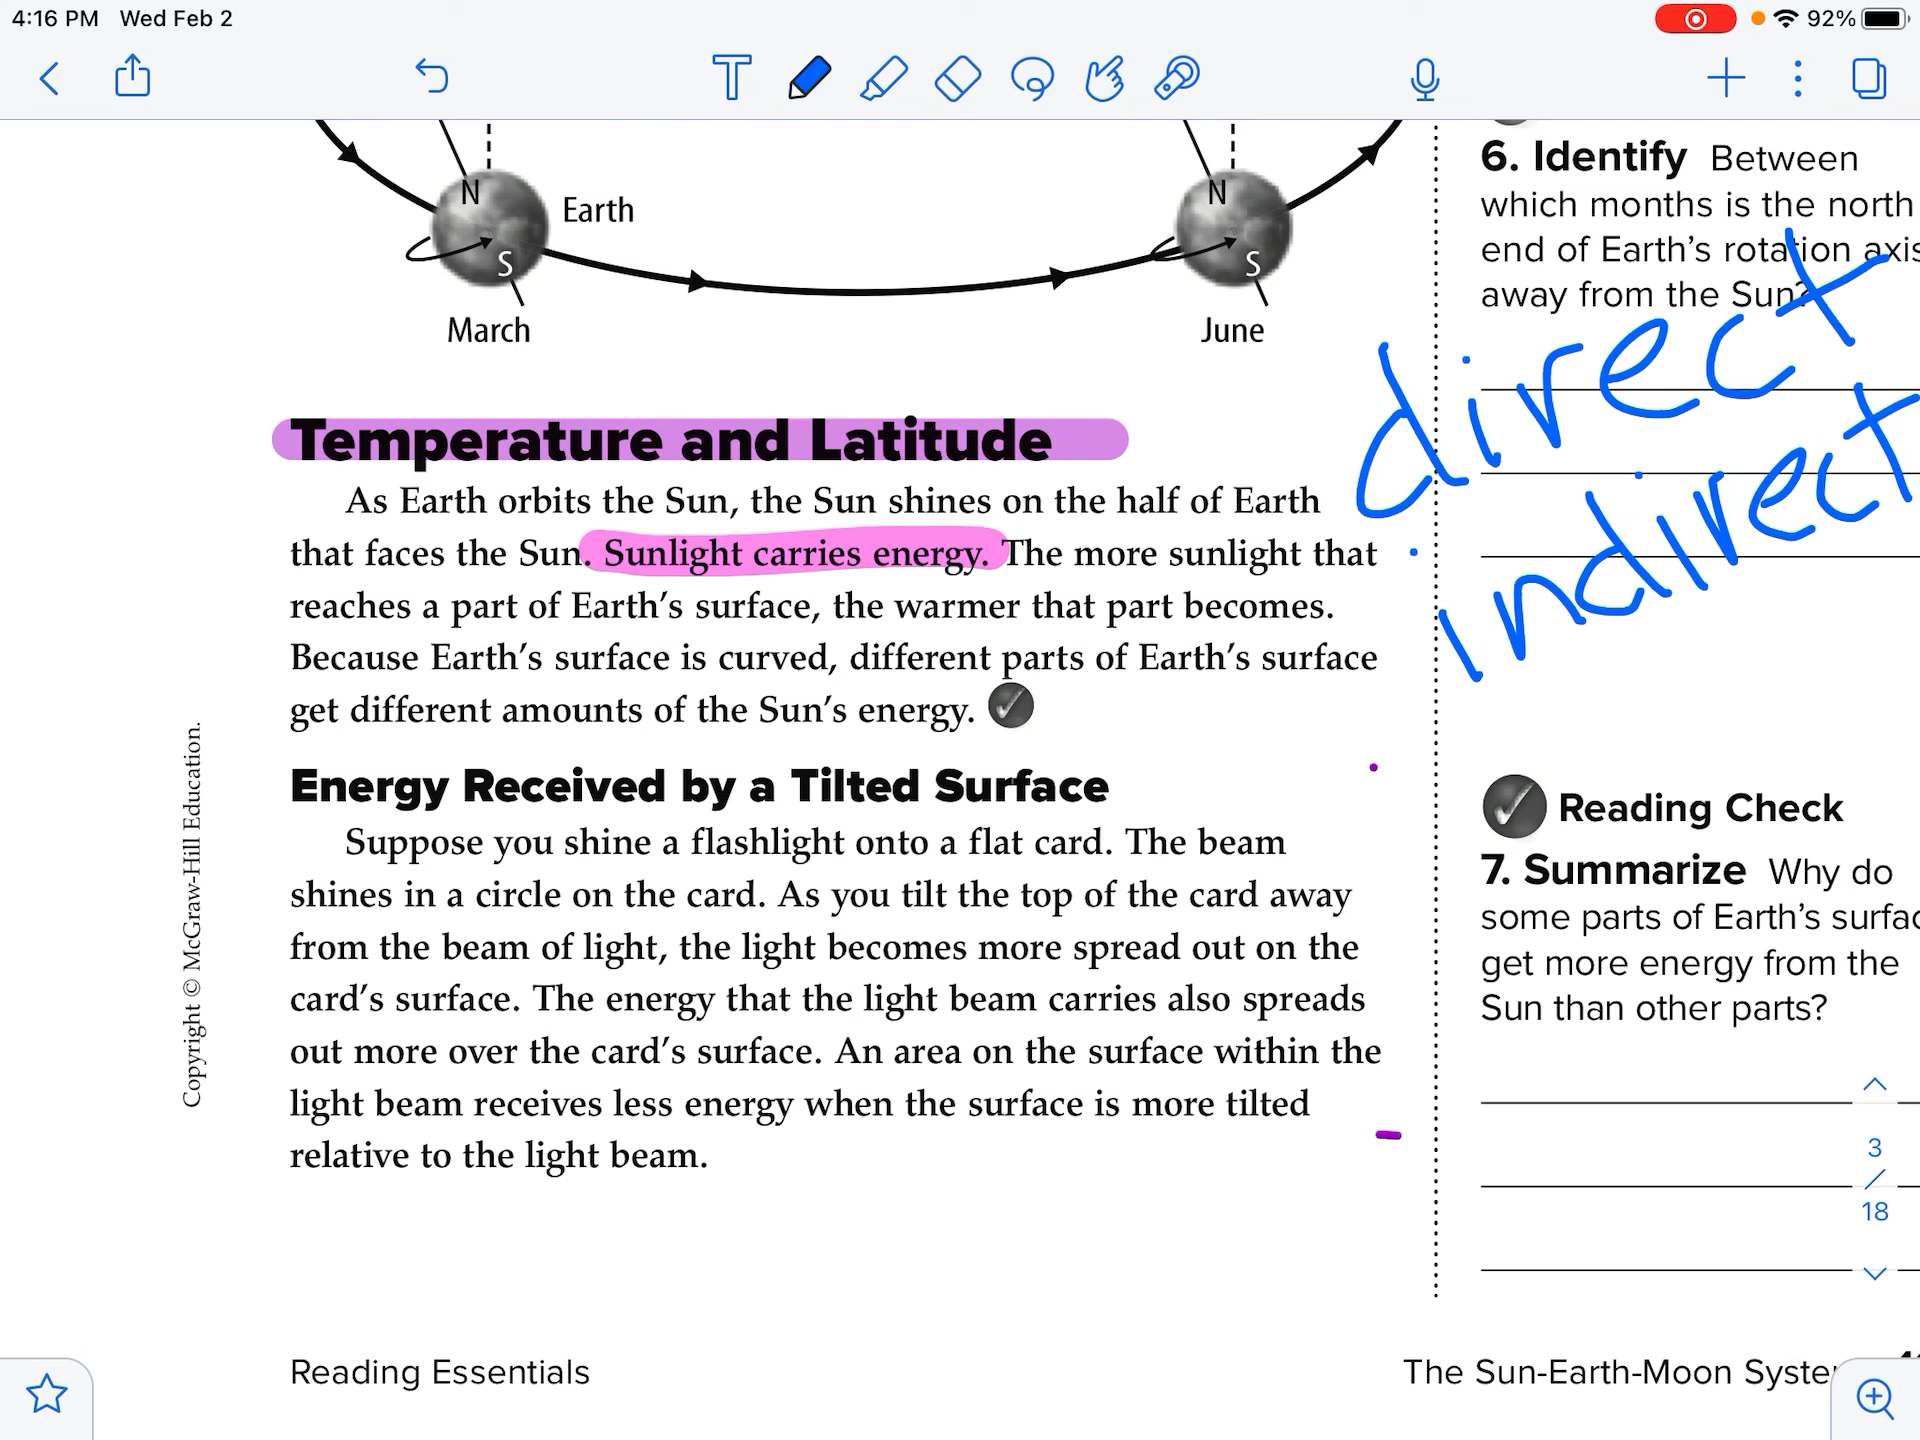 4:16 PM Wed Feb 2
92%
N
Earth
S
March
N
S
June
Temperature and Latitude
As Earth orbits the Sun, the Sun shines on the half of Earth
that faces the Sun. Sunlight carries energy. The more sunlight that
reaches a part of Earth's surface, the warmer that part becomes.
Because Earth's surface is curved, different parts of Earth's surface
get different amounts of the Sun's energy.
Energy Received by a Tilted Surface
Suppose you shine a flashlight onto a flat card. The beam
shines in a circle on the card. As you tilt the top of the card away
from the beam of light, the light becomes more spread out on the
card's surface. The energy that the light beam carries also spreads
out more over the card's surface. An area on the surface within the
light beam receives less energy when the surface is more tilted
relative to the light beam.
Copyright © McGraw-Hill Education.
6. Identify Between
which months is the north
end of Earth's rotation axis
away from the Sun?
direct
indirect
Reading Check
7. Summarize Why do
some parts of Earth's surfac
get more energy from the
Sun than other parts?
3
/
18
Reading Essentials
The Sun-Earth-Moon Syste